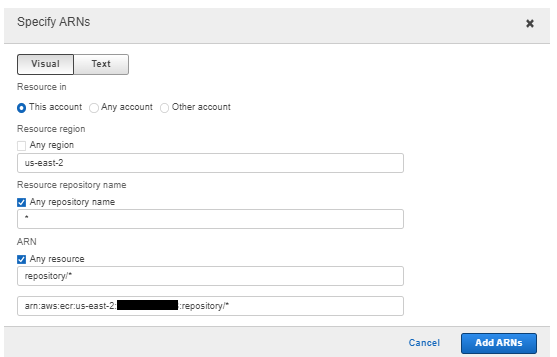 Specify ARNs
Visual Text
Resource in
This account Any account Other account
Resource region
Any region
us-east-2
Resource repository name
Any repository name
*
ARN
Any resource
repository/*
arn:aws:ecr:us-east-2: :repository/*
Cancel Add ARNs